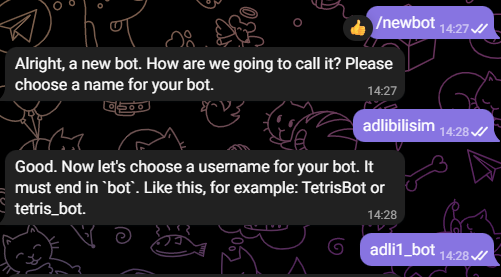 /newbot
14:27
Alright, a new bot. How are we going to call it? Please
choose a name for your bot.
14:27
adlibilisim
14:28
Good. Now let's choose a username for your bot. It
must end in `bot`. Like this, for example: TetrisBot or
tetris_bot.
14:28
adli1_bot
14:28